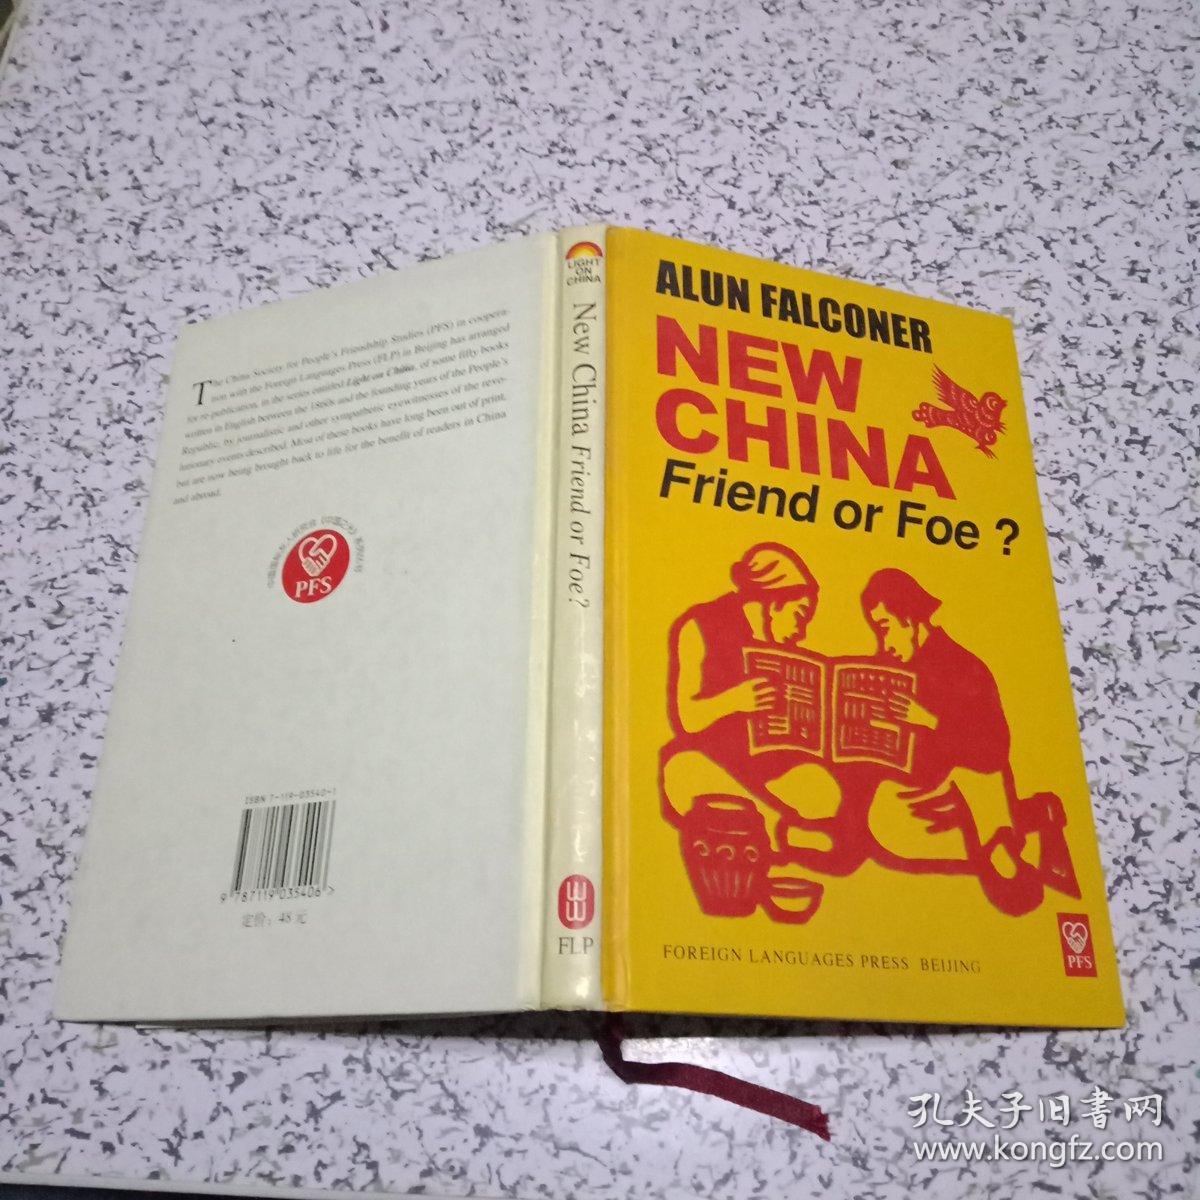 The China Society for People's Friendship Studies (PFS) in coopera-
tion with the Foreign Languages Press (FLP) in Beijing has arranged
for re-publication, in the series entitled Light on China, of some fifty books
written in English between the 1860s and the founding years of the People's
Republic, by journalistic and other sympathetic eyewitnesses of the revo-
lutionary events described. Most of these books have long been out of print,
but are now being brought back to life for the benefit of readers in China
and abroad.
PFS
ISBN 7-119-03540-1
9 787119 035406 >
定价：48 元
LIGHT
ON
CHINA
New China Friend or Foe?
FLP
ALUN FALCONER
NEW
CHINA
Friend or Foe ?
FOREIGN LANGUAGES PRESS BEIJING
PFS
孔夫子旧书网
www.kongfz.com